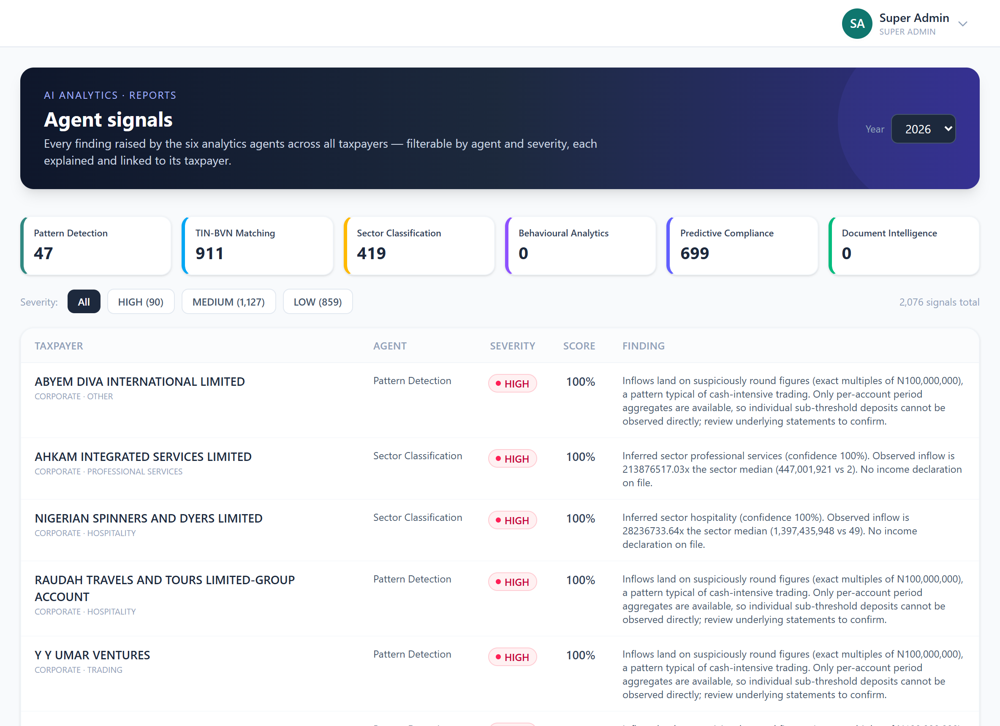 SA
Super Admin
SUPER ADMIN
AI ANALYTICS · REPORTS
Agent signals
Every finding raised by the six analytics agents across all taxpayers — filterable by agent and severity, each
explained and linked to its taxpayer.
Year
2026
Pattern Detection
47
TIN-BVN Matching
911
Sector Classification
419
Behavioural Analytics
0
Predictive Compliance
699
Document Intelligence
0
Severity: All HIGH (90) MEDIUM (1,127) LOW (859) 2,076 signals total
TAXPAYER AGENT SEVERITY SCORE FINDING
ABYEM DIVA INTERNATIONAL LIMITED
CORPORATE · OTHER
Pattern Detection
HIGH
100%
Inflows land on suspiciously round figures (exact multiples of N100,000,000),
a pattern typical of cash-intensive trading. Only per-account period
aggregates are available, so individual sub-threshold deposits cannot be
observed directly; review underlying statements to confirm.
AHKAM INTEGRATED SERVICES LIMITED
CORPORATE · PROFESSIONAL SERVICES
Sector Classification
HIGH
100%
Inferred sector professional services (confidence 100%). Observed inflow is
213876517.03x the sector median (447,001,921 vs 2). No income declaration
on file.
NIGERIAN SPINNERS AND DYERS LIMITED
CORPORATE · HOSPITALITY
Sector Classification
HIGH
100%
Inferred sector hospitality (confidence 100%). Observed inflow is
28236733.64x the sector median (1,397,435,948 vs 49). No income
declaration on file.
RAUDAH TRAVELS AND TOURS LIMITED-GROUP
ACCOUNT
CORPORATE · HOSPITALITY
Pattern Detection
HIGH
100%
Inflows land on suspiciously round figures (exact multiples of N100,000,000),
a pattern typical of cash-intensive trading. Only per-account period
aggregates are available, so individual sub-threshold deposits cannot be
observed directly; review underlying statements to confirm.
Y Y UMAR VENTURES
CORPORATE · TRADING
Pattern Detection
HIGH
100%
Inflows land on suspiciously round figures (exact multiples of N100,000,000),
a pattern typical of cash-intensive trading. Only per-account period
aggregates are available, so individual sub-threshold deposits cannot be
observed directly; review underlying statements to confirm.